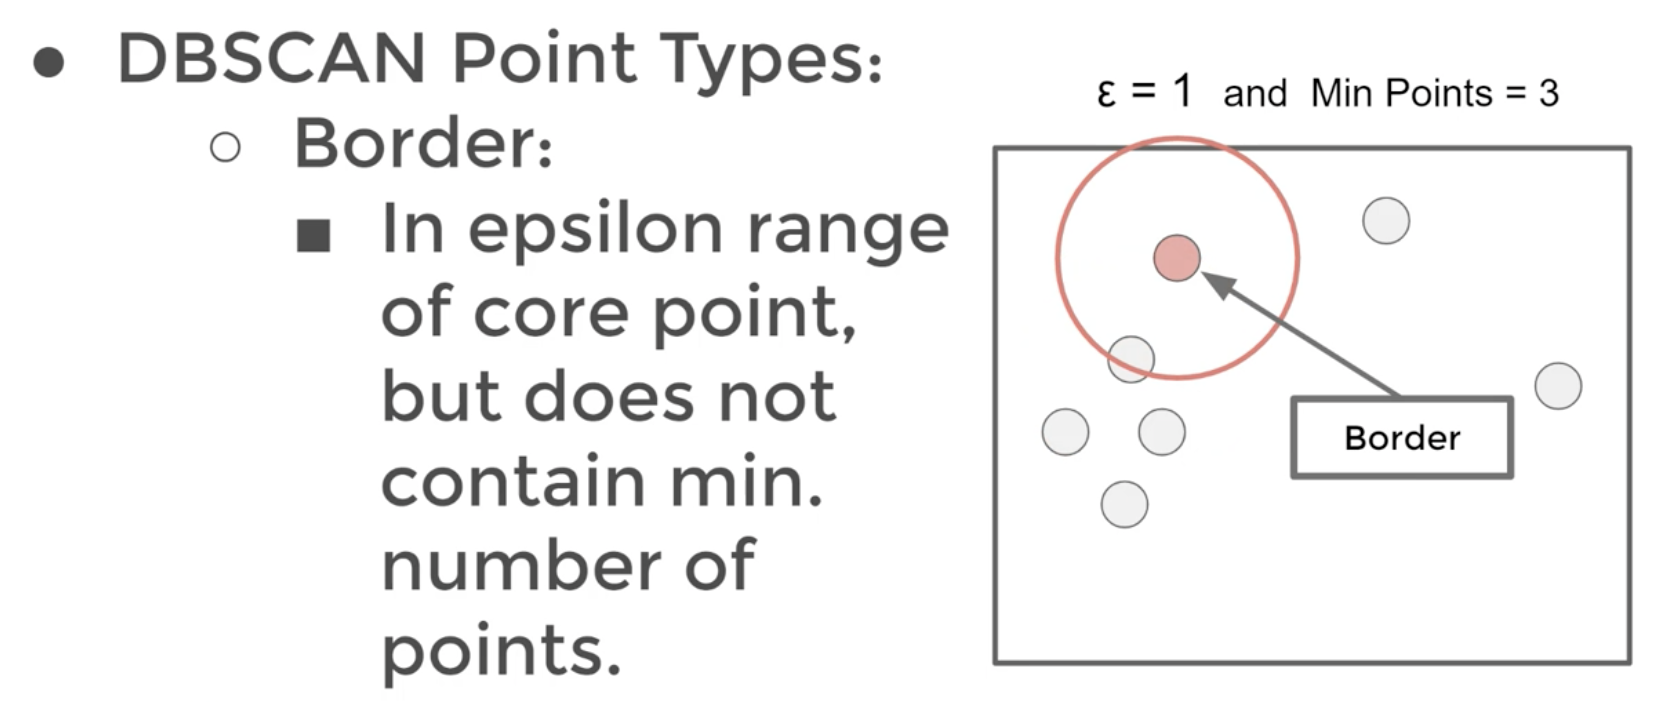 DBSCAN Point Types:
Border:
In epsilon range
of core point,
but does not
contain min.
number of
points.
ε = 1 and Min Points = 3
Border